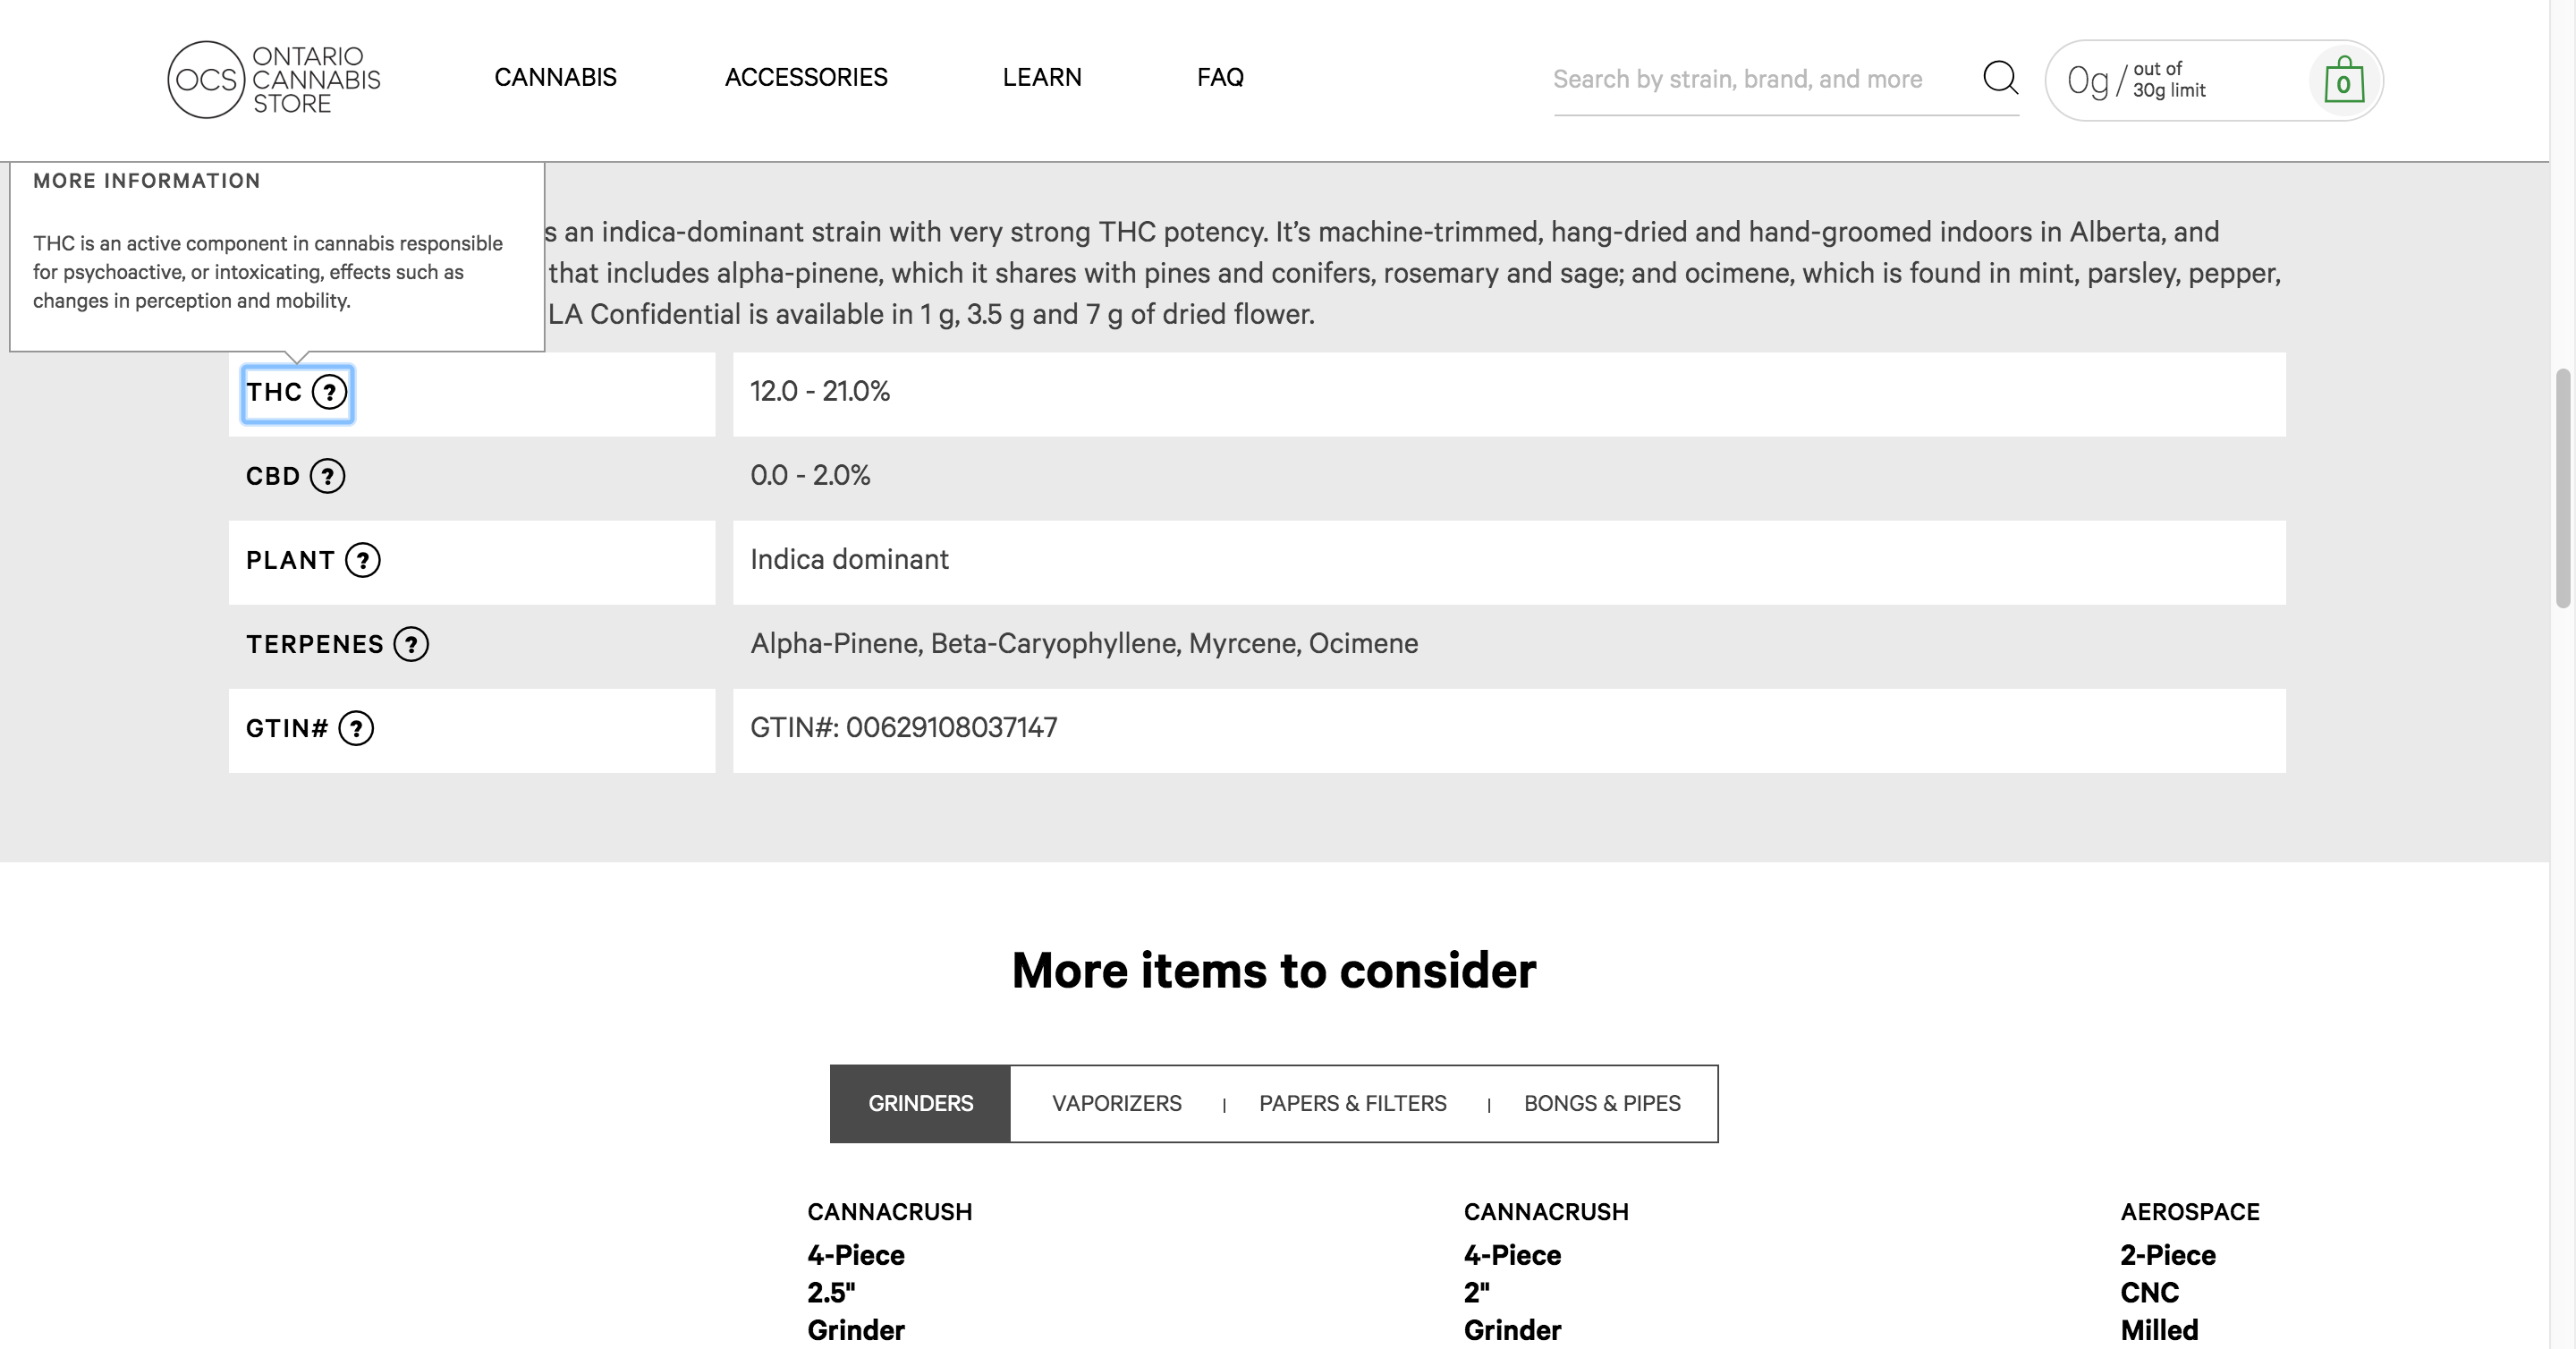 OCS
ONTARIO
CANNABIS
STORE
CANNABIS
ACCESSORIES
LEARN
FAQ
Search by strain, brand, and more
0g / out of
30g limit
0
MORE INFORMATION
THC is an active component in cannabis responsible
for psychoactive, or intoxicating, effects such as
changes in perception and mobility.
s an indica-dominant strain with very strong THC potency. It’s machine-trimmed, hang-dried and hand-groomed indoors in Alberta, and
that includes alpha-pinene, which it shares with pines and conifers, rosemary and sage; and ocimene, which is found in mint, parsley, pepper,
LA Confidential is available in 1 g, 3.5 g and 7 g of dried flower.
THC ? 12.0 - 21.0%
CBD ? 0.0 - 2.0%
PLANT ? Indica dominant
TERPENES ? Alpha-Pinene, Beta-Caryophyllene, Myrcene, Ocimene
GTIN# ? GTIN#: 00629108037147
More items to consider
GRINDERS
VAPORIZERS | PAPERS & FILTERS | BONGS & PIPES
CANNACRUSH
4-Piece
2.5"
Grinder
CANNACRUSH
4-Piece
2"
Grinder
AEROSPACE
2-Piece
CNC
Milled